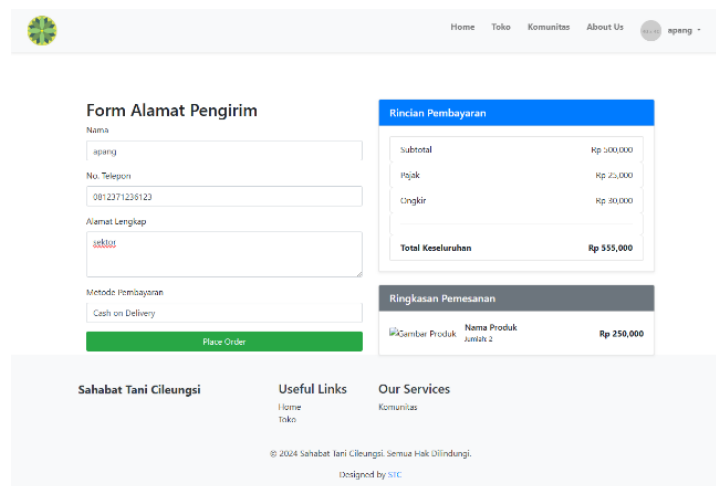 Home Toko Komunitas About Us apang
Form Alamat Pengirim
Nama
apang
No. Telepon
0812371236123
Alamat Lengkap
sektor
Metode Pembayaran
Cash on Delivery
Place Order
Rincian Pembayaran
Subtotal Rp 500,000
Pajak Rp 25,000
Ongkir Rp 30,000
Total Keseluruhan Rp 555,000
Ringkasan Pemesanan
Gambar Produk
Nama Produk
Jumlah: 2
Rp 250,000
Sahabat Tani Cileungsi
Useful Links
Home
Toko
Our Services
Komunitas
© 2024 Sahabat Tani Cileungsi. Semua Hak Dilindungi.
Designed by STC